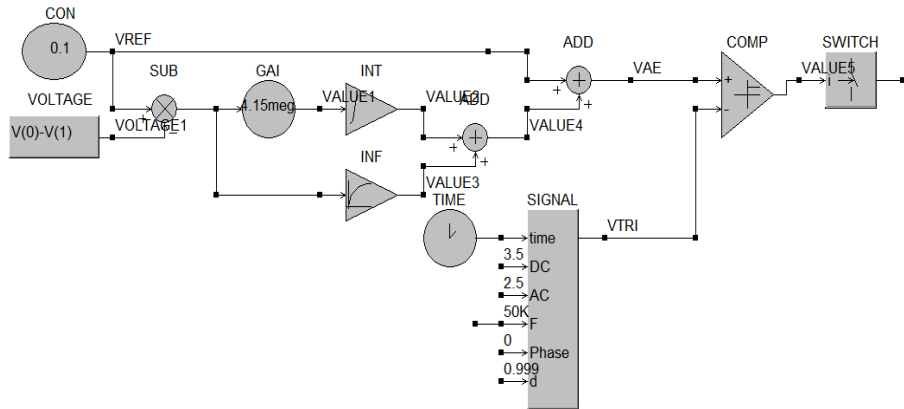 CON
0.1
VREF
SUB
GAI
INT
ADD
COMP
SWITCH
VOLTAGE
4.15meg
VALUE1
VALUE2
ADD
VAE
+
-
VALUE5
i
V(0)-V(1)
VOLTAGE1
+
-
+
+
VALUE4
+
+
INF
VALUE3
TIME
SIGNAL
time
VTRI
3.5
DC
2.5
AC
50K
F
0
Phase
0.999
d